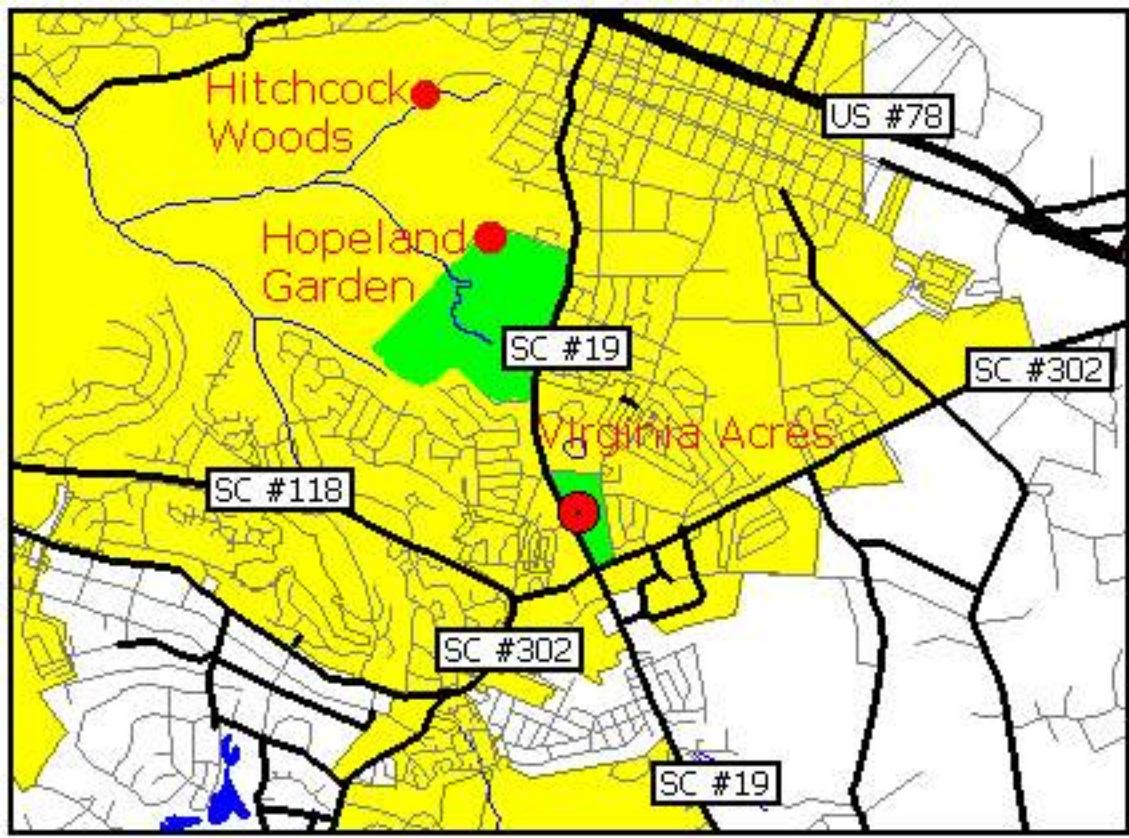 Hitchcock
Woods
US #78
Hopeland
Garden
SC #19
SC #302
Virginia Acres
SC #118
SC #302
SC #19